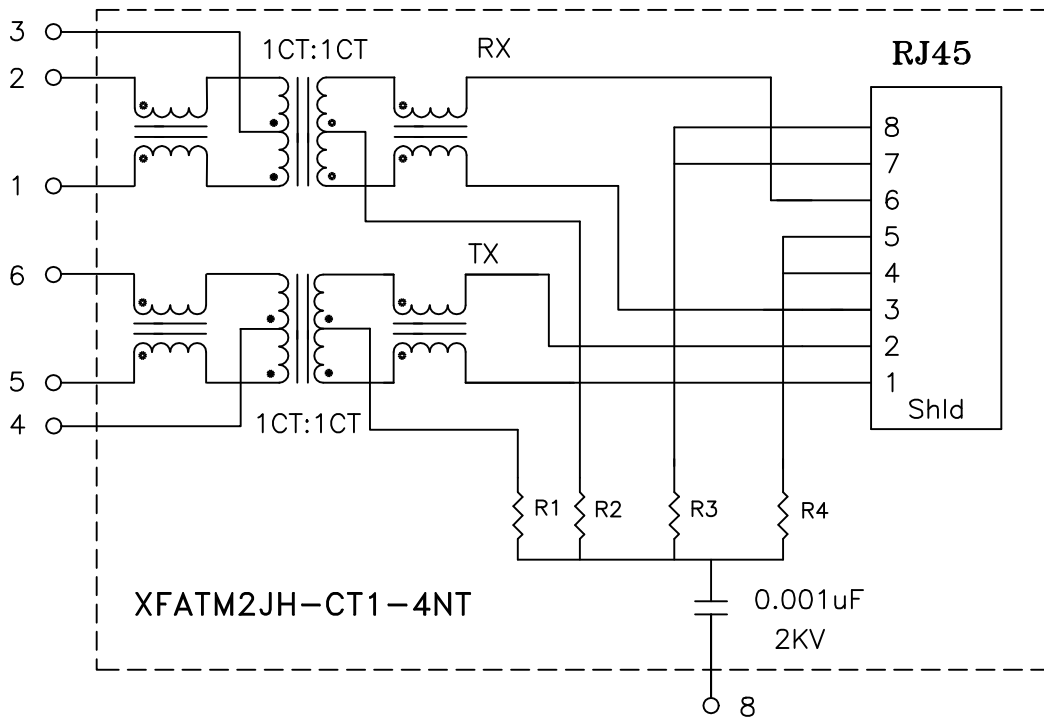 3
1CT:1CT
RX
RJ45
2
8
7
1
6
5
TX
6
4
3
2
5
1
4
1CT:1CT
Shld
R1
R2
R3
R4
XFATM2JH-CT1-4NT
0.001uF
2KV
8